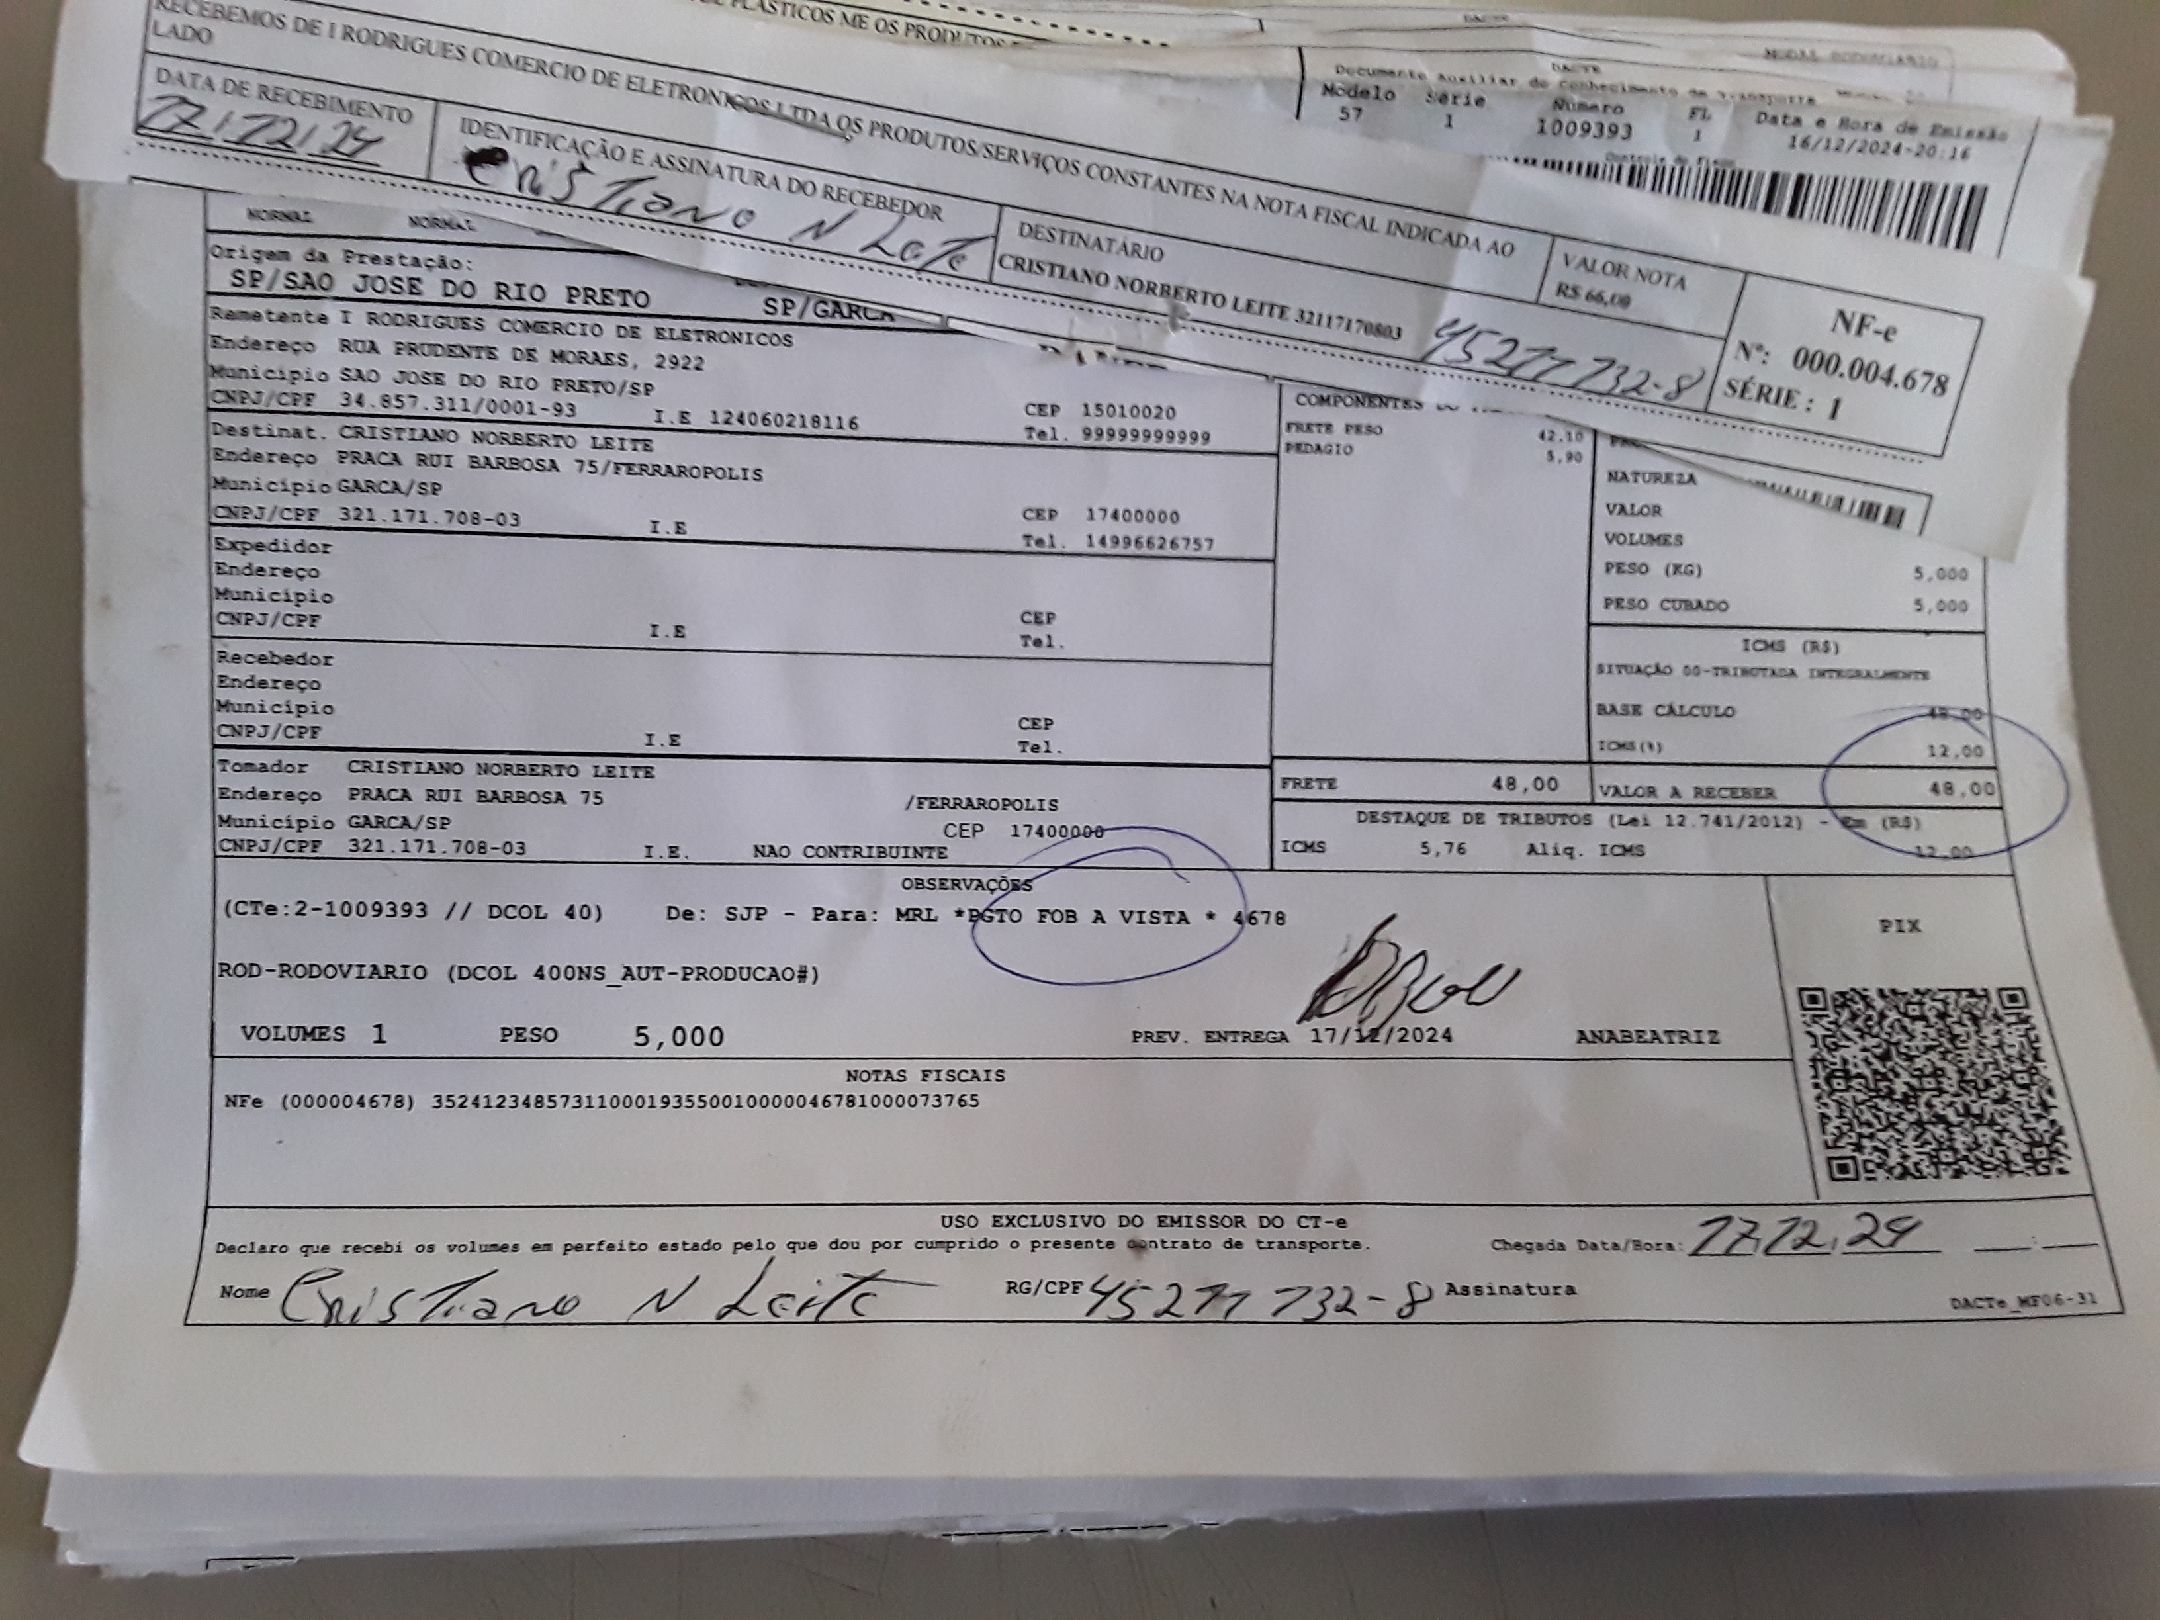 PLASTICOS ME OS PRODUTOS
RECEBEMOS DE I RODRIGUES COMERCIO DE ELETRONICOS LTDA OS PRODUTOS/SERVIÇOS CONSTANTES NA NOTA FISCAL INDICADA AO
LADO
DATA DE RECEBIMENTO
17/12/24
IDENTIFICAÇÃO E ASSINATURA DO RECEBEDOR
Cristiano N Leite
DESTINATÁRIO
CRISTIANO NORBERTO LEITE 32117170803
VALOR NOTA
R$ 66,00
NF-e
Nº: 000.004.678
SÉRIE: 1
DACTE
MODAL RODOVIARIO
DACTE
Documento Auxiliar do Conhecimento de Transporte
Modelo Série Número FL Data e Hora de Emissão
57 1 1009393 1 16/12/2024-20:16
Controle do Fisco
NORMAL NORMAL
Origem da Prestação:
SP/SAO JOSE DO RIO PRETO SP/GARCA
Remetente I RODRIGUES COMERCIO DE ELETRONICOS
Endereço RUA PRUDENTE DE MORAES, 2922
Município SAO JOSE DO RIO PRETO/SP CEP 15010020
CNPJ/CPF 34.857.311/0001-93 I.E 124060218116 Tel. 99999999999
Destinat. CRISTIANO NORBERTO LEITE
Endereço PRACA RUI BARBOSA 75/FERRAROPOLIS
Município GARCA/SP CEP 17400000
CNPJ/CPF 321.171.708-03 I.E Tel. 14996626757
Expedidor
Endereço
Município CEP
CNPJ/CPF I.E Tel.
Recebedor
Endereço
Município CEP
CNPJ/CPF I.E Tel.
Tomador CRISTIANO NORBERTO LEITE
Endereço PRACA RUI BARBOSA 75 /FERRAROPOLIS
Município GARCA/SP CEP 17400000
CNPJ/CPF 321.171.708-03 I.E. NAO CONTRIBUINTE
COMPONENTES
FRETE PESO 42,10
PEDAGIO 5,90
NATUREZA
VALOR
VOLUMES
PESO (KG) 5,000
PESO CUBADO 5,000
ICMS (R$)
SITUAÇÃO 00-TRIBUTADA INTEGRALMENTE
BASE CÁLCULO 48,00
ICMS(%) 12,00
FRETE 48,00 VALOR A RECEBER 48,00
DESTAQUE DE TRIBUTOS (Lei 12.741/2012) - Em (R$)
ICMS 5,76 Aliq. ICMS 12,00
OBSERVAÇÕES
(CTe:2-1009393 // DCOL 40) De: SJP - Para: MRL *PGTO FOB A VISTA * 4678
ROD-RODOVIARIO (DCOL 400NS_AUT-PRODUCAO#)
VOLUMES 1 PESO 5,000 PREV. ENTREGA 17/12/2024 ANABEATRIZ
PIX
NOTAS FISCAIS
NFe (000004678) 35241234857311000193550010000046781000073765
USO EXCLUSIVO DO EMISSOR DO CT-e
Declaro que recebi os volumes em perfeito estado pelo que dou por cumprido o presente contrato de transporte. Chegada Data/Hora: 17.12.24
Nome Cristiano N Leite RG/CPF Assinatura
DACTe_MF06-31